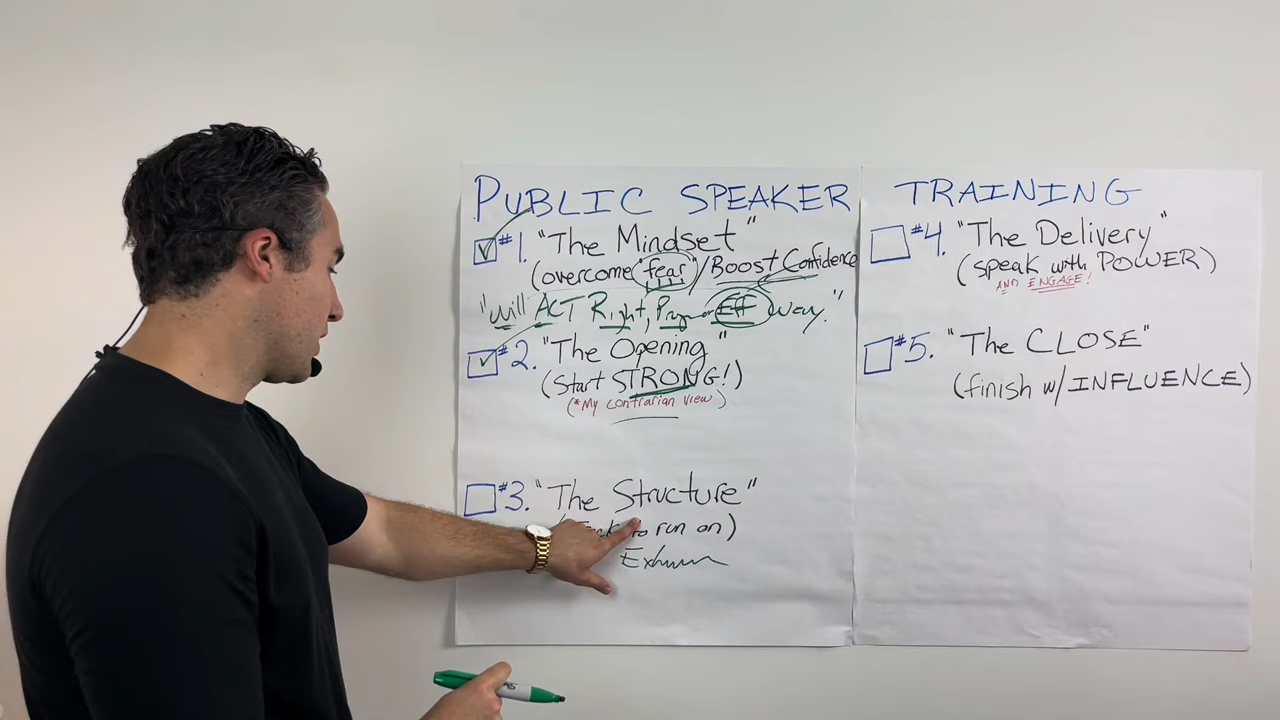 PUBLIC SPEAKER TRAINING
#1. "The Mindset"
(overcome "fear"/Boost Confidence
"will ACT Right, Eff way."
#2. "The Opening"
(Start STRONG!)
(*My contrarian view)
#3. "The Structure"
to run on)
#4. "The Delivery"
(speak with POWER)
AND ENGAGE!
#5. "The CLOSE"
(finish w/INFLUENCE)